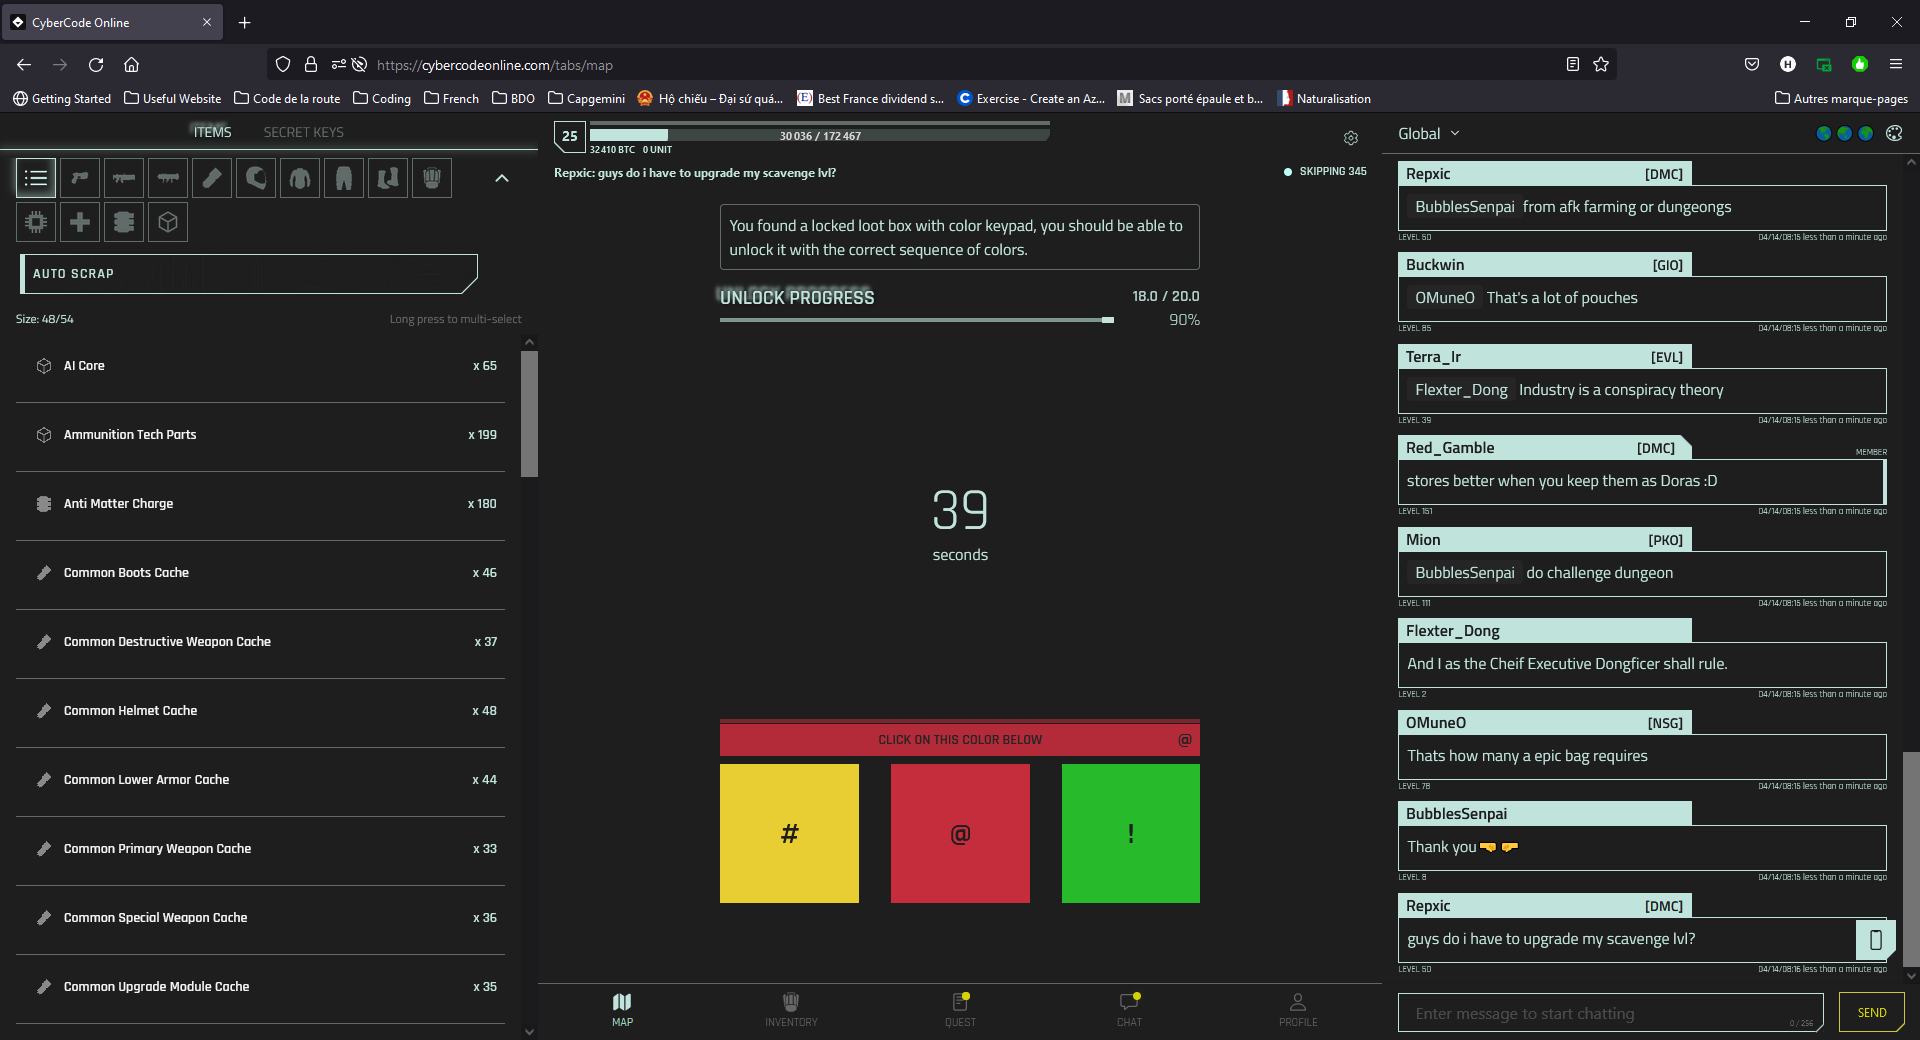 CyberCode Online
https://cybercodeonline.com/tabs/map
Getting Started
Useful Website
Code de la route
Coding
French
BDO
Capgemini
Hộ chiếu – Đại sứ quá...
Best France dividend s...
Exercise - Create an Az...
Sacs porté épaule et b...
Naturalisation
Autres marque-pages
ITEMS
SECRET KEYS
AUTO SCRAP
Size: 48/54
Long press to multi-select
AI Core
x 65
Ammunition Tech Parts
x 199
Anti Matter Charge
x 180
Common Boots Cache
x 46
Common Destructive Weapon Cache
x 37
Common Helmet Cache
x 48
Common Lower Armor Cache
x 44
Common Primary Weapon Cache
x 33
Common Special Weapon Cache
x 36
Common Upgrade Module Cache
x 35
25
30 036 / 172 467
32 410 BTC 0 UNIT
Repxic: guys do i have to upgrade my scavenge lvl?
SKIPPING 345
You found a locked loot box with color keypad, you should be able to
unlock it with the correct sequence of colors.
UNLOCK PROGRESS
18.0 / 20.0
90%
39
seconds
CLICK ON THIS COLOR BELOW
@
#
@
!
MAP
INVENTORY
QUEST
CHAT
PROFILE
Global
Repxic [DMC]
BubblesSenpai from afk farming or dungeongs
LEVEL 50 04/14/08:15 less than a minute ago
Buckwin [GIO]
OMuneO That's a lot of pouches
LEVEL 85 04/14/08:15 less than a minute ago
Terra_Ir [EVL]
Flexter_Dong Industry is a conspiracy theory
LEVEL 39 04/14/08:15 less than a minute ago
Red_Gamble [DMC]
MEMBER
stores better when you keep them as Doras :D
LEVEL 151 04/14/08:15 less than a minute ago
Mion [PKO]
BubblesSenpai do challenge dungeon
LEVEL 111 04/14/08:15 less than a minute ago
Flexter_Dong
And I as the Cheif Executive Dongficer shall rule.
LEVEL 2 04/14/08:15 less than a minute ago
OMuneO [NSG]
Thats how many a epic bag requires
LEVEL 78 04/14/08:15 less than a minute ago
BubblesSenpai
Thank you🤜🤛
LEVEL 8 04/14/08:15 less than a minute ago
Repxic [DMC]
guys do i have to upgrade my scavenge lvl?
LEVEL 50 04/14/08:16 less than a minute ago
Enter message to start chatting
0 / 256
SEND